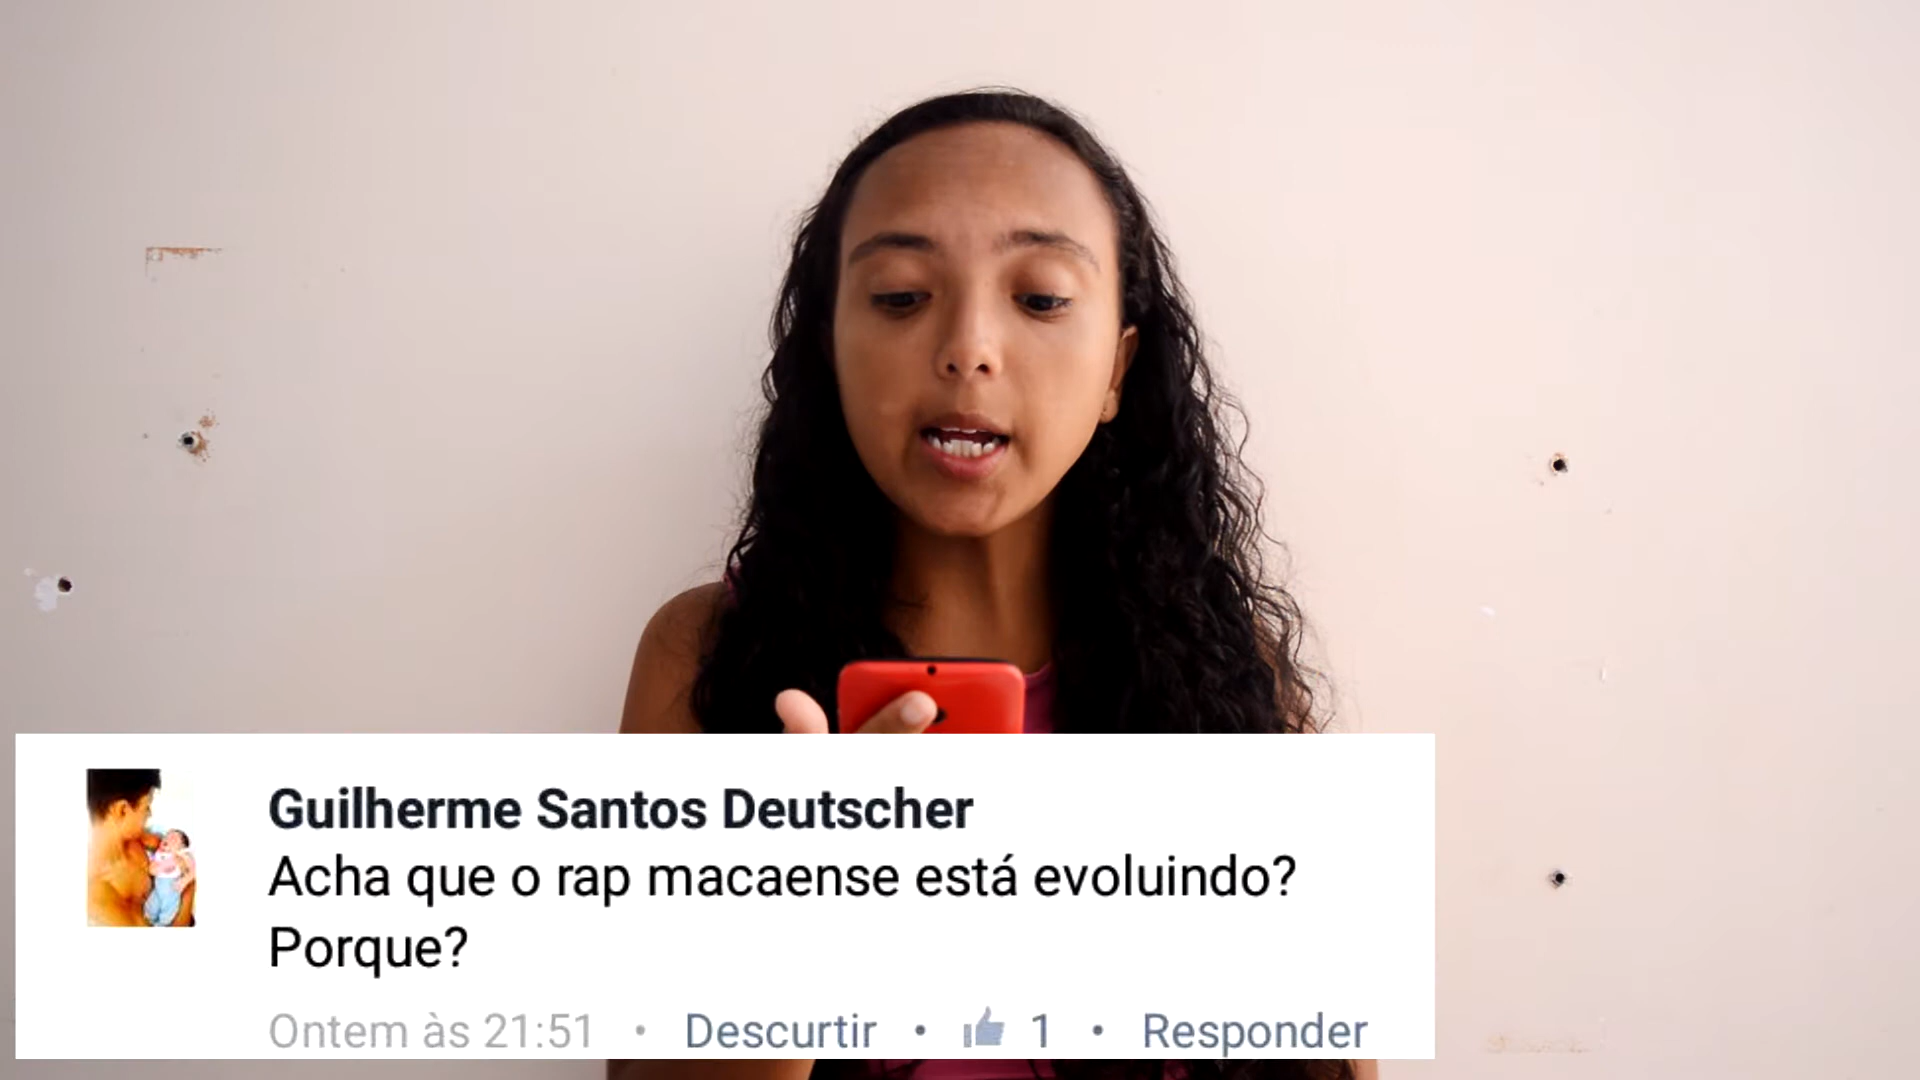 Guilherme Santos Deutscher
Acha que o rap macaense está evoluindo?
Porque?
Ontem às 21:51 • Descurtir • 1 • Responder